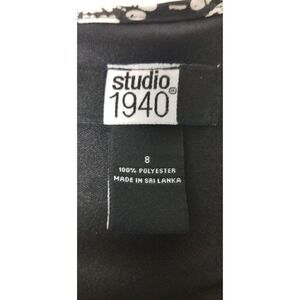 studio®
1940
8
100% POLYESTER
MADE IN SRI LANKA